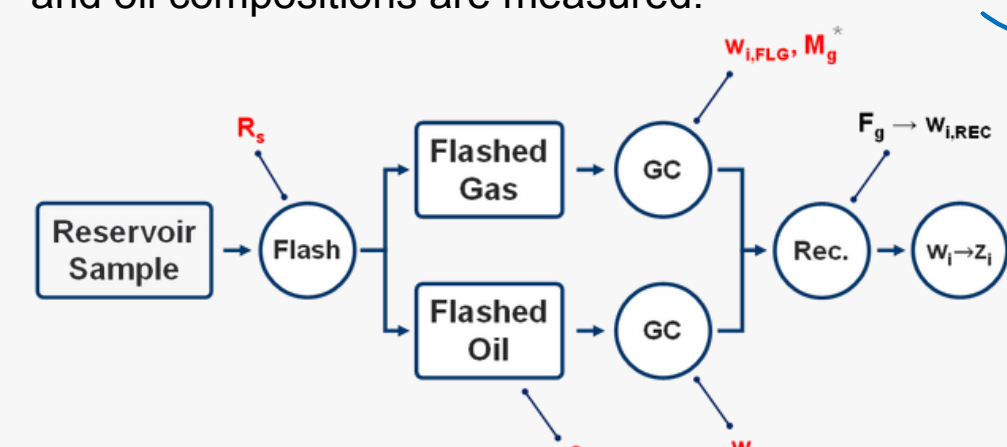 and oil compositions are measured.
w_i,FLG, M_g*
R_s
F_g → w_i,REC
Flashed
Gas
GC
Reservoir
Sample
Flash
Rec.
w_i→z_i
Flashed
Oil
GC
w